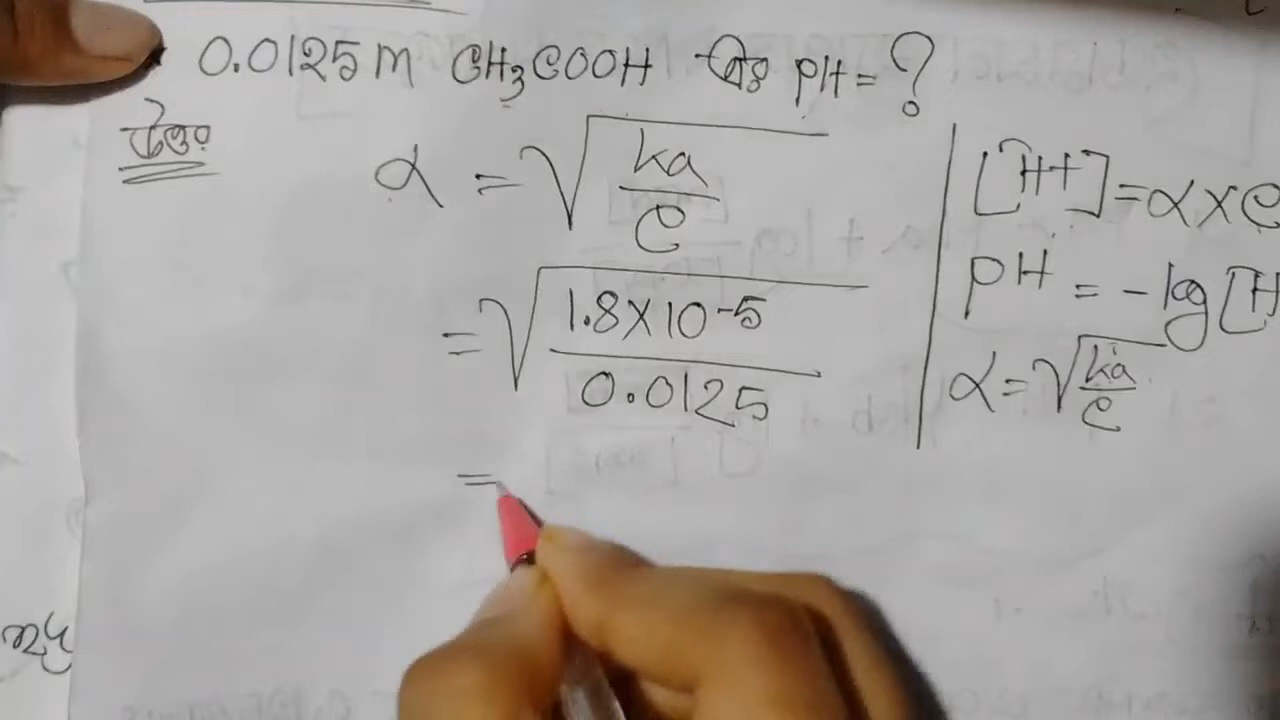 0.0125 M CH3COOH এর pH = ?
উত্তর
α = √ka/C
= √1.8×10-5/0.0125
=
[H+] = α×C
pH = -log[H
α = √ka/C